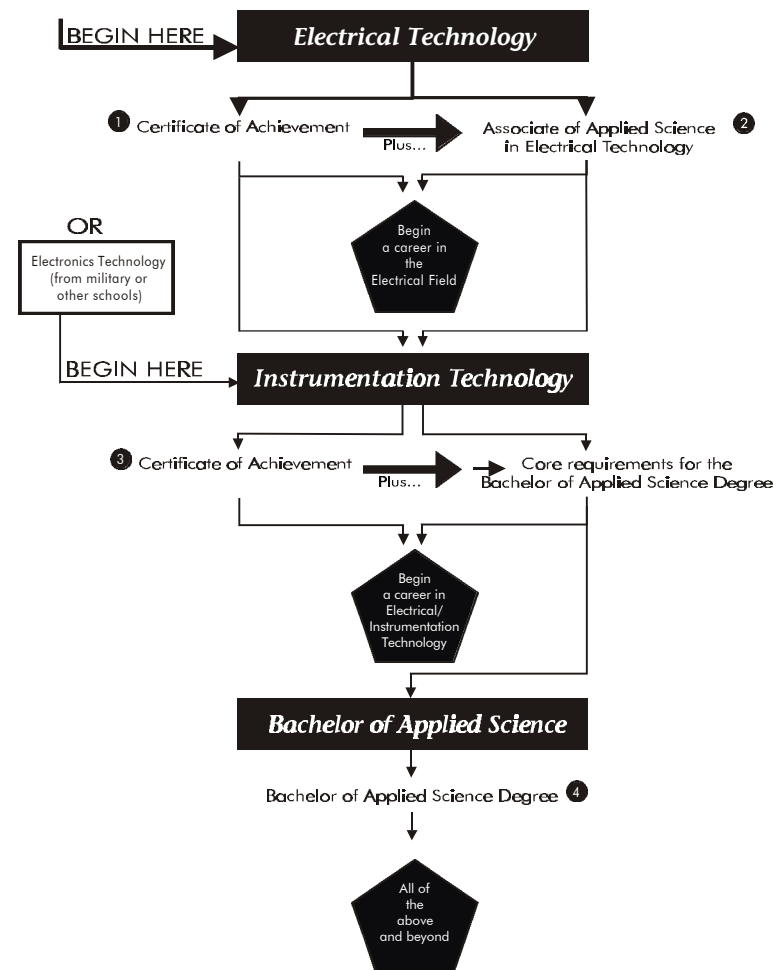 BEGIN HERE
Electrical Technology
1 Certificate of Achievement
Plus...
Associate of Applied Science
in Electrical Technology
2
Begin
a career in
the
Electrical Field
OR
Electronics Technology
(from military or
other schools)
BEGIN HERE
Instrumentation Technology
3 Certificate of Achievement
Plus...
Core requirements for the
Bachelor of Applied Science Degree
Begin
a career in
Electrical/
Instrumentation
Technology
Bachelor of Applied Science
Bachelor of Applied Science Degree 4
All of
the
above
and beyond